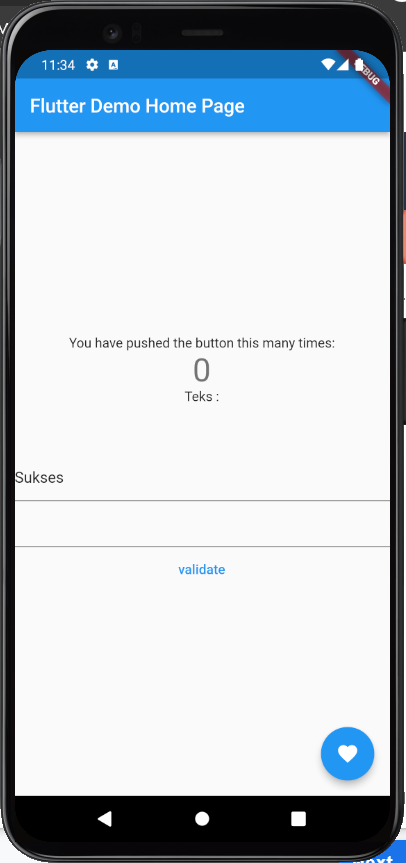 11:34
DEBUG
Flutter Demo Home Page
You have pushed the button this many times:
0
Teks :
Sukses
validate